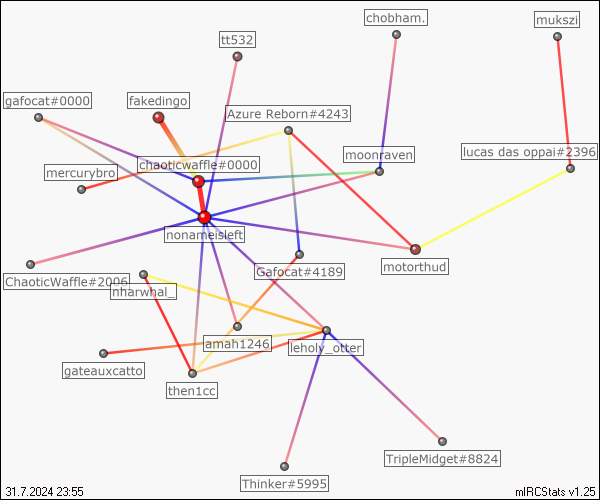 chobham.
mukszi
tt532
gafocat#0000
fakedingo
Azure Reborn#4243
moonraven
lucas das oppai#2396
chaoticwaffle#0000
mercurybro
nonameisleft
motorthud
Gafocat#4189
ChaoticWaffle#2006
nharwhal_
amah1246
leholy_otter
gateauxcatto
then1cc
TripleMidget#8824
Thinker#5995
31.7.2024 23:55
mIRCStats v1.25